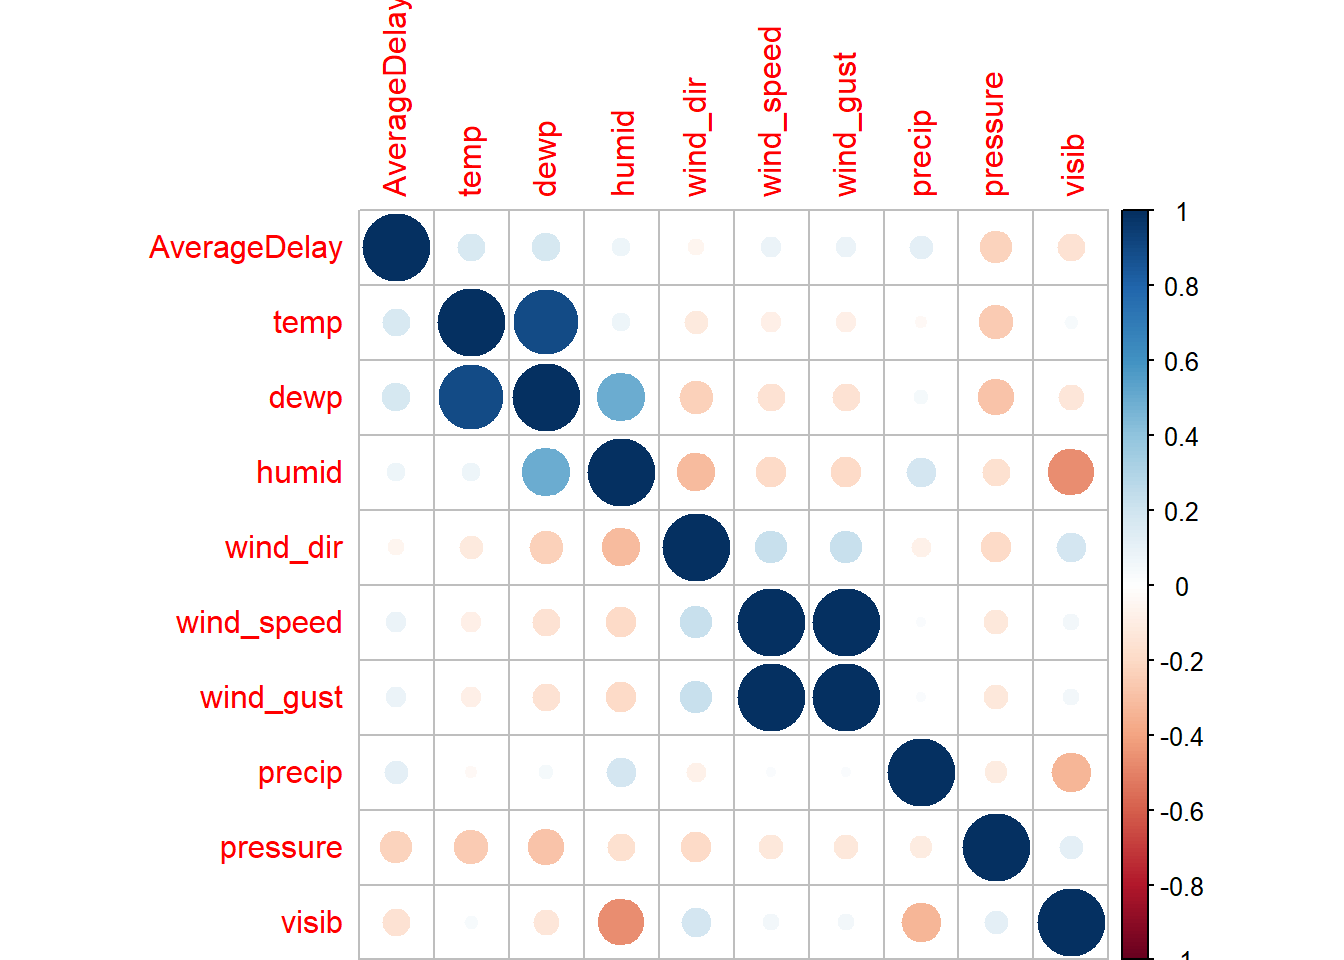 AverageDelay
temp
dewp
humid
wind_dir
wind_speed
wind_gust
precip
pressure
visib
AverageDelay
temp
dewp
humid
wind_dir
wind_speed
wind_gust
precip
pressure
visib
1
0.8
0.6
0.4
0.2
0
-0.2
-0.4
-0.6
-0.8
-1